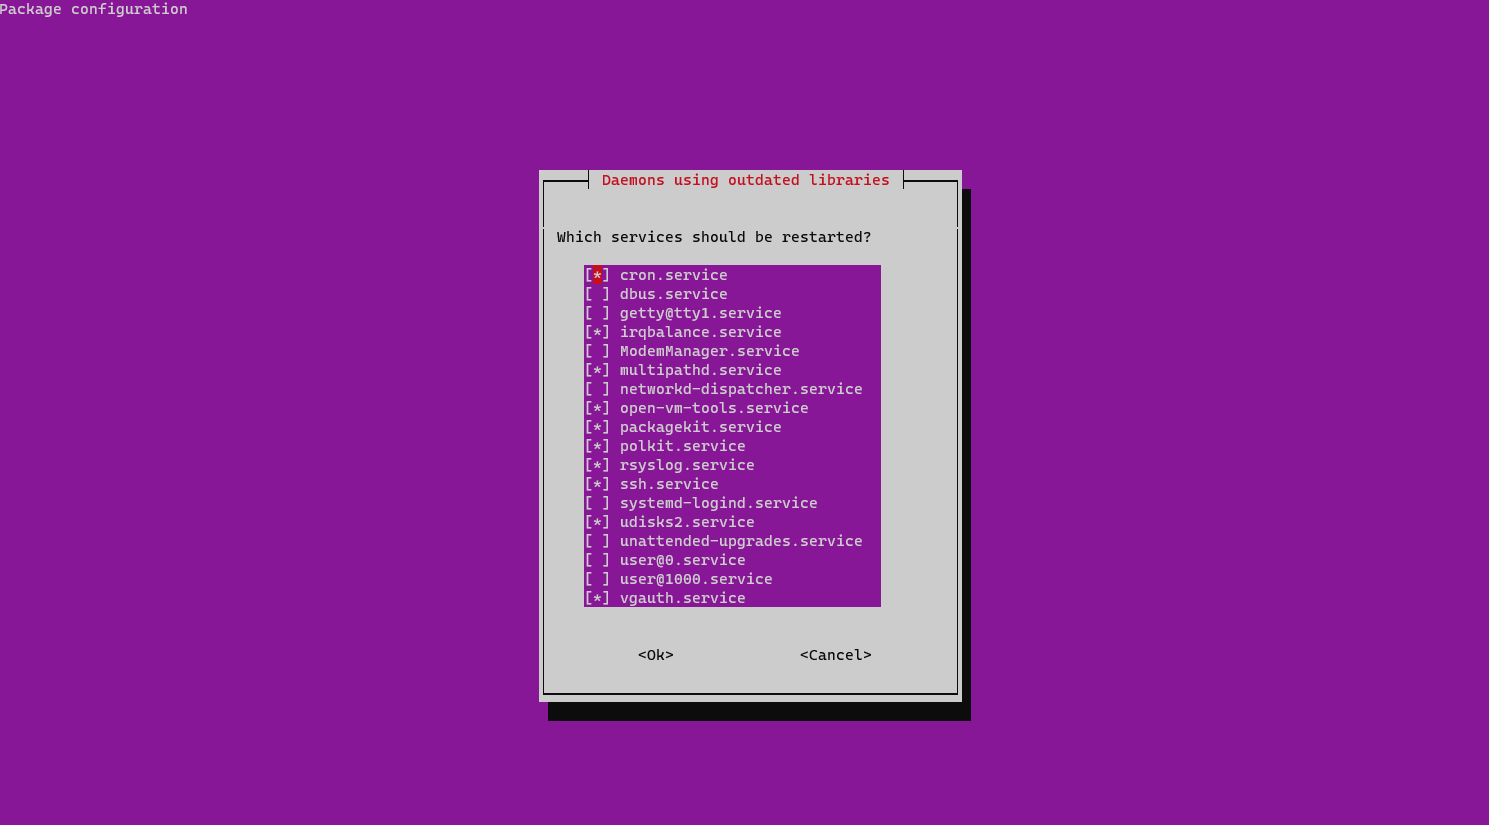 Package configuration
Daemons using outdated libraries
Which services should be restarted?
[*] cron.service
[ ] dbus.service
[ ] getty@tty1.service
[*] irqbalance.service
[ ] ModemManager.service
[*] multipathd.service
[ ] networkd-dispatcher.service
[*] open-vm-tools.service
[*] packagekit.service
[*] polkit.service
[*] rsyslog.service
[*] ssh.service
[ ] systemd-logind.service
[*] udisks2.service
[ ] unattended-upgrades.service
[ ] user@0.service
[ ] user@1000.service
[*] vgauth.service
<Ok> <Cancel>